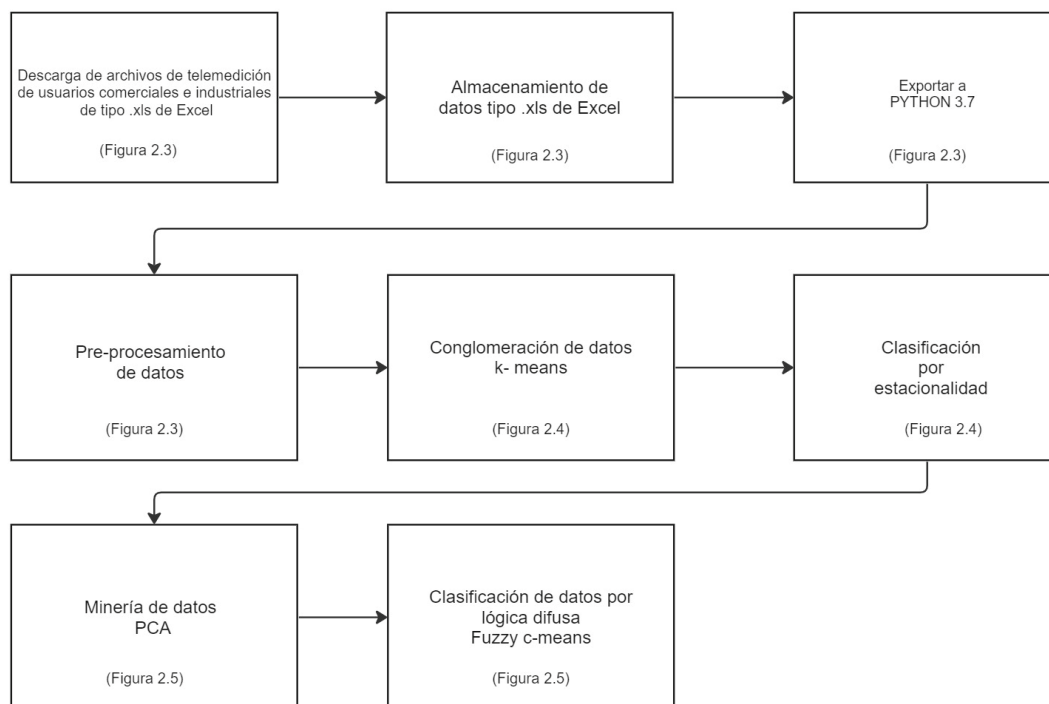 Descarga de archivos de telemedición
de usuarios comerciales e industriales
de tipo .xls de Excel
(Figura 2.3)
Almacenamiento de
datos tipo .xls de Excel
(Figura 2.3)
Exportar a
PYTHON 3.7
(Figura 2.3)
Pre-procesamiento
de datos
(Figura 2.3)
Conglomeración de datos
k- means
(Figura 2.4)
Clasificación
por
estacionalidad
(Figura 2.4)
Minería de datos
PCA
(Figura 2.5)
Clasificación de datos por
lógica difusa
Fuzzy c-means
(Figura 2.5)